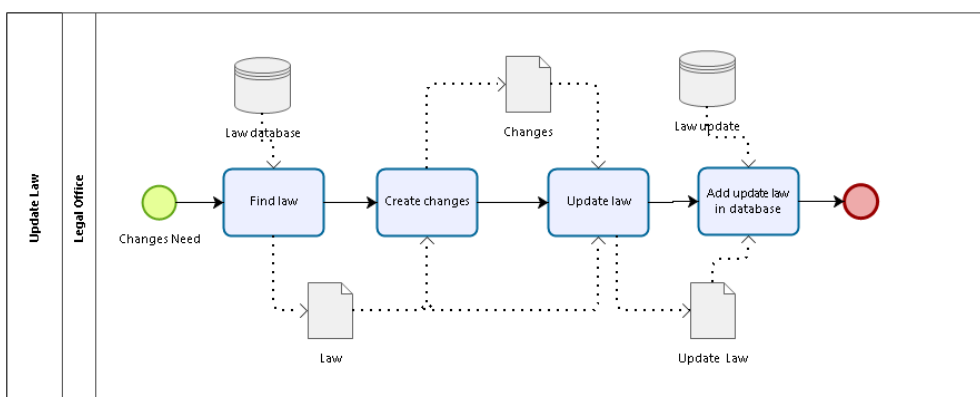 Update Law
Legal Office
Law database
Changes
Law update
Find law
Create changes
Update law
Add update law
in database
Changes Need
Law
Update Law